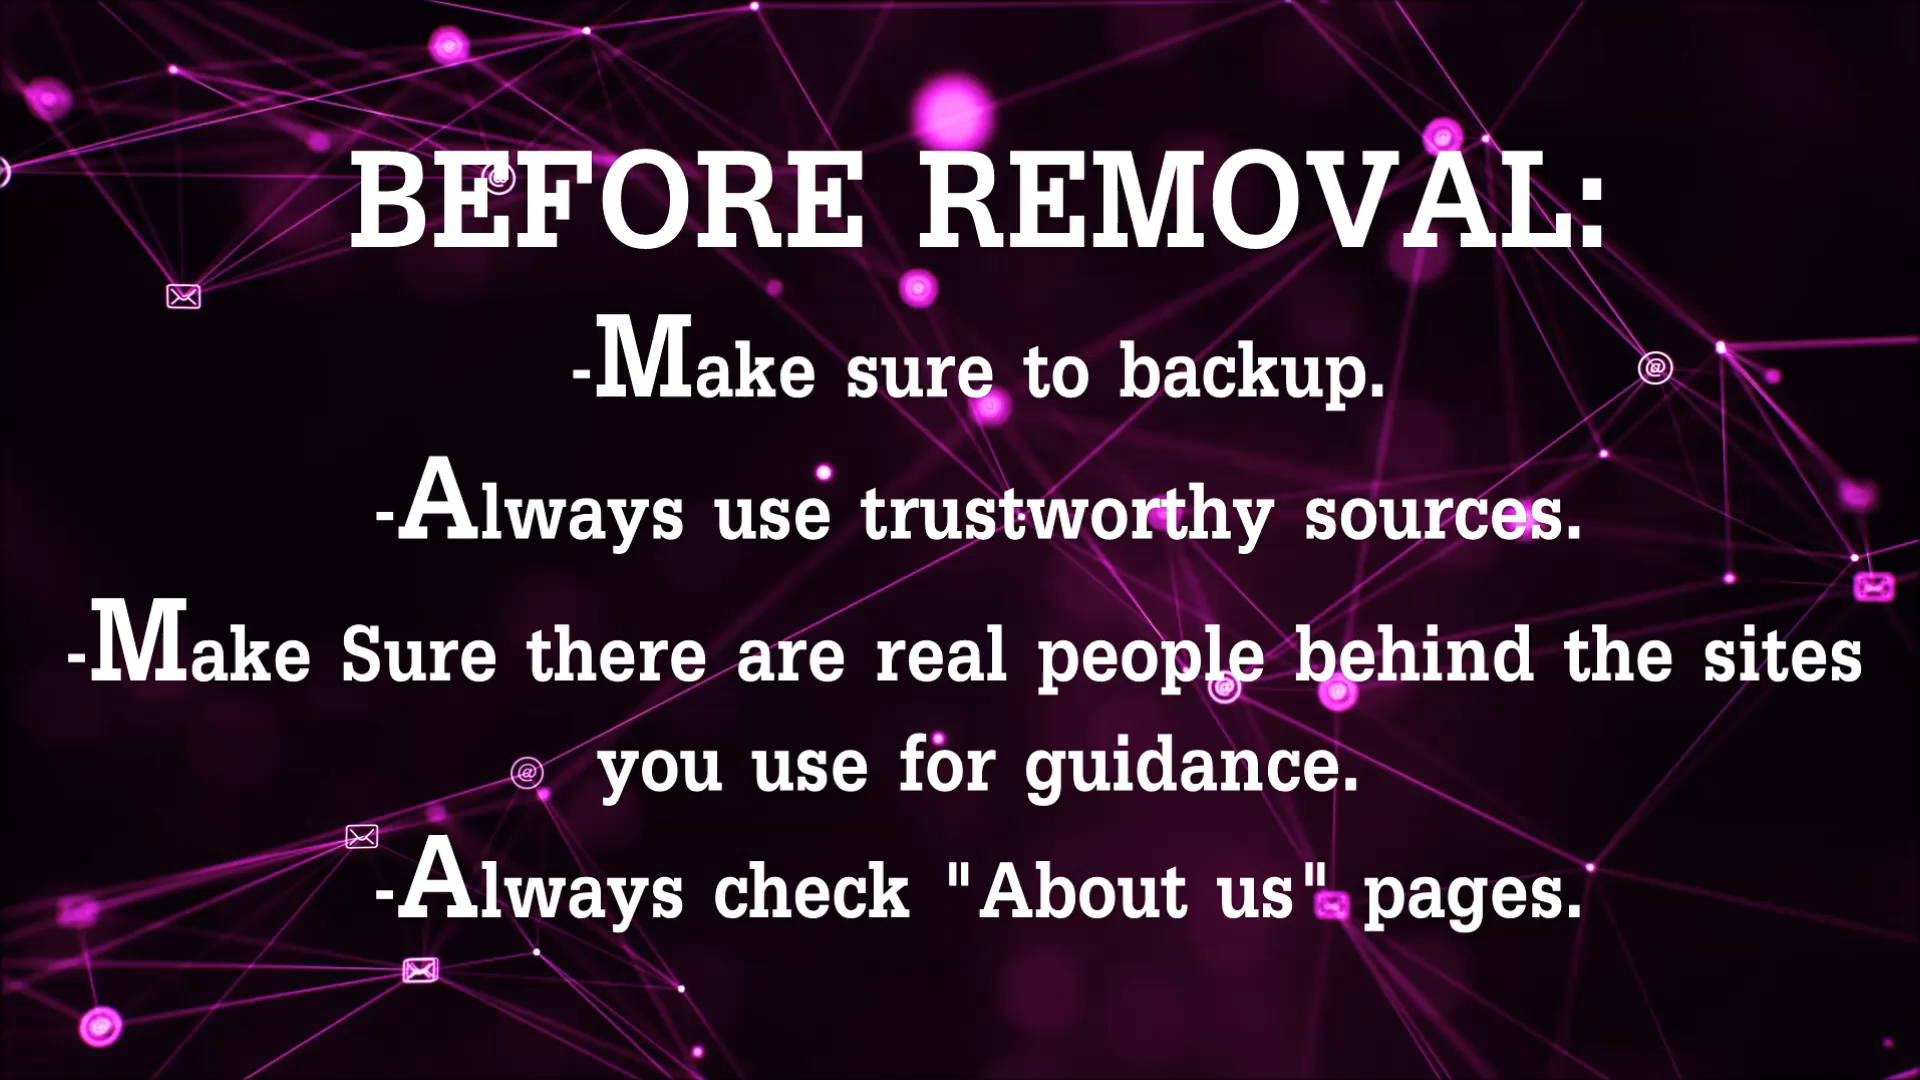 BEFORE REMOVAL:
-Make sure to backup.
-Always use trustworthy sources.
-Make Sure there are real people behind the sites
you use for guidance.
-Always check "About us" pages.